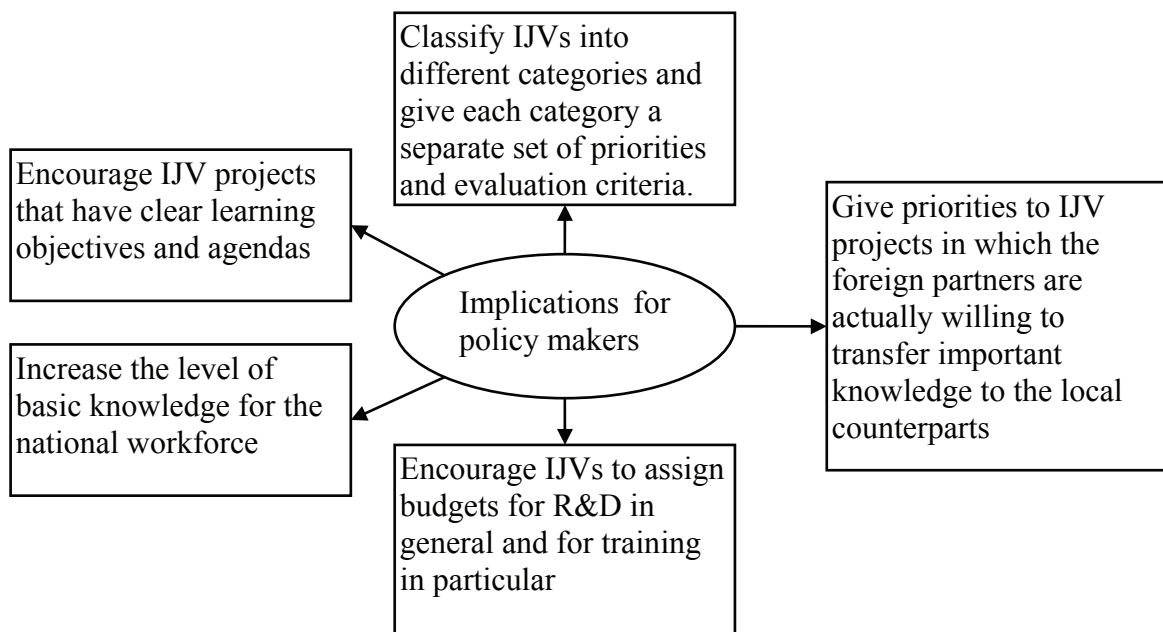 Classify IJVs into
different categories and
give each category a
separate set of priorities
and evaluation criteria.
Encourage IJV projects
that have clear learning
objectives and agendas
Give priorities to IJV
projects in which the
foreign partners are
actually willing to
transfer important
knowledge to the local
counterparts
Implications for
policy makers
Increase the level of
basic knowledge for the
national workforce
Encourage IJVs to assign
budgets for R&D in
general and for training
in particular